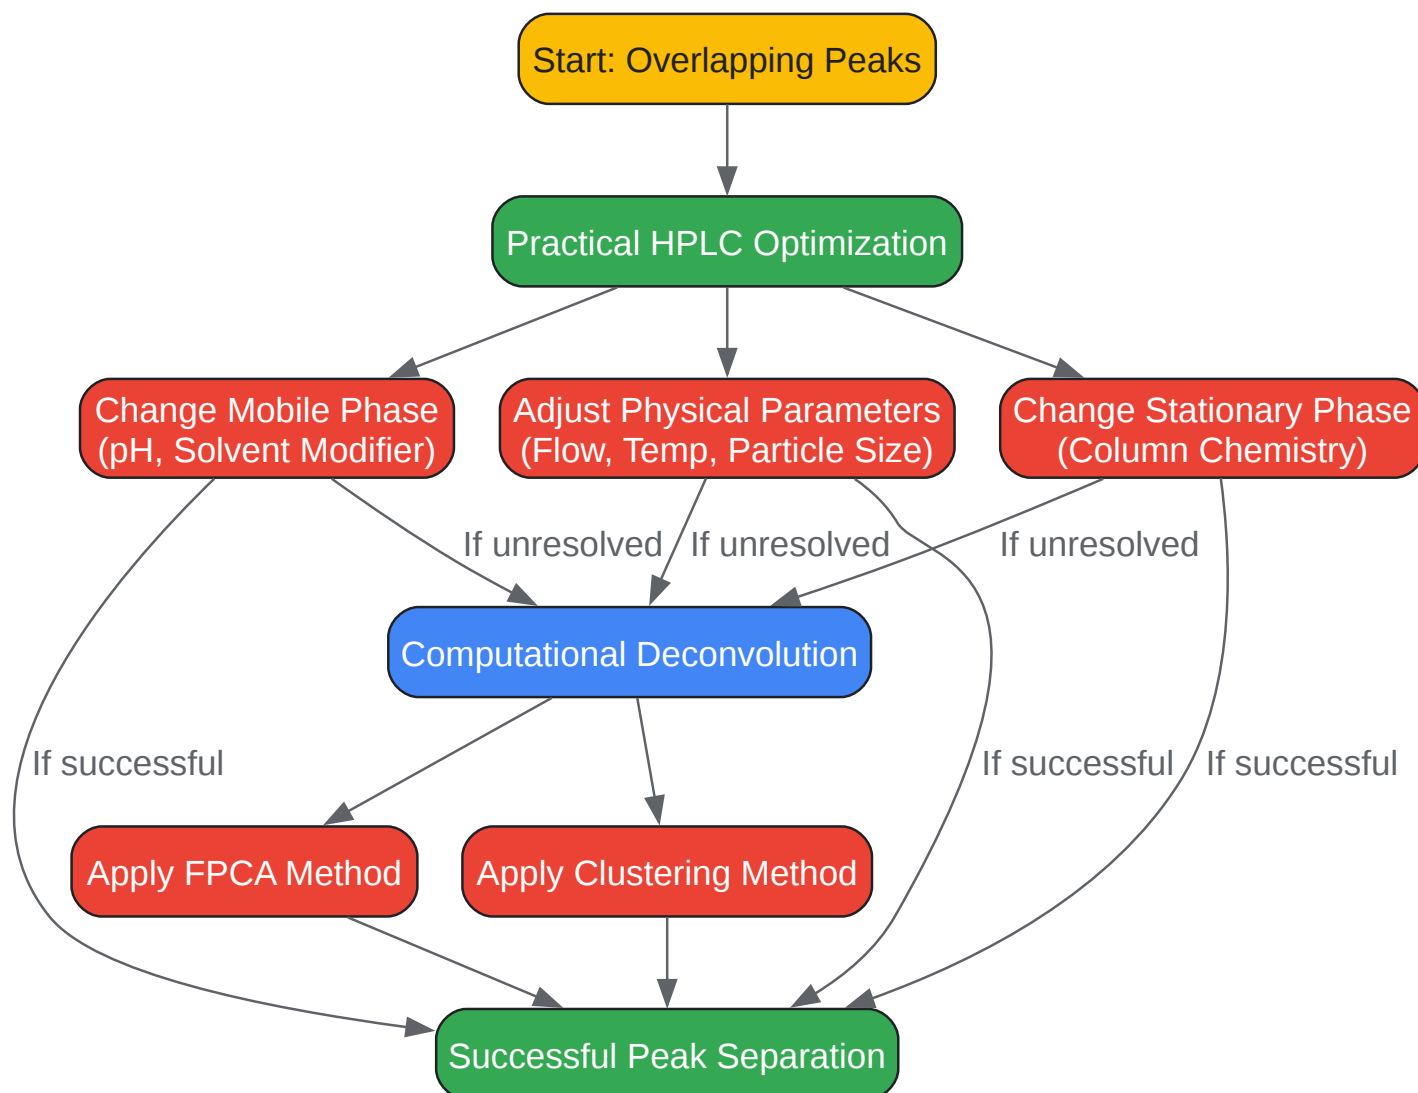 Start: Overlapping Peaks
Practical HPLC Optimization
Change Mobile Phase
(pH, Solvent Modifier)
Adjust Physical Parameters
(Flow, Temp, Particle Size)
Change Stationary Phase
(Column Chemistry)
If unresolved
If unresolved
If unresolved
Computational Deconvolution
If successful
If successful
If successful
Apply FPCA Method
Apply Clustering Method
Successful Peak Separation